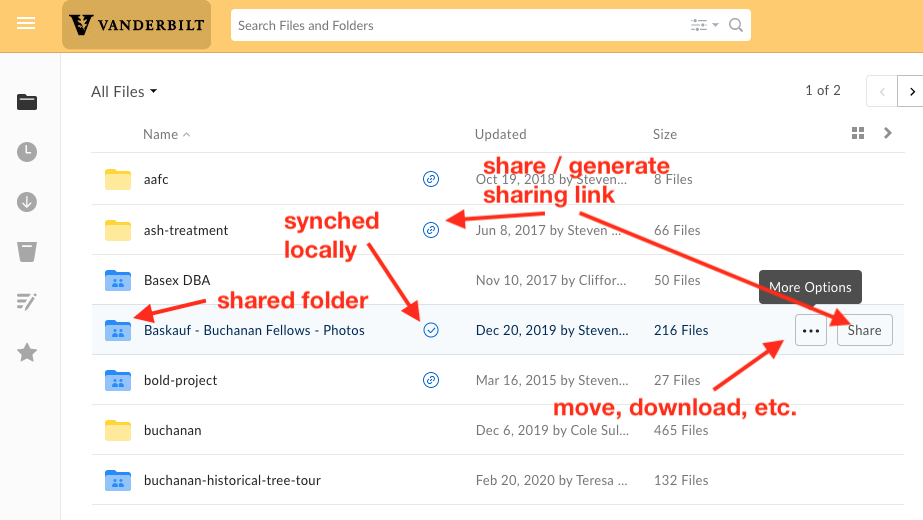 VANDERBILT
Search Files and Folders
All Files
1 of 2
Name Updated Size
share / generate
sharing link
aafc Oct 19, 2018 by Steven... 8 Files
synched
locally
ash-treatment Jun 8, 2017 by Steven ... 66 Files
Basex DBA Nov 10, 2017 by Cliffor... 50 Files
More Options
shared folder
Baskauf - Buchanan Fellows - Photos Dec 20, 2019 by Steven... 216 Files ... Share
bold-project Mar 16, 2015 by Steven... 27 Files
move, download, etc.
buchanan Dec 6, 2019 by Cole Sul... 465 Files
buchanan-historical-tree-tour Feb 20, 2020 by Teresa ... 132 Files